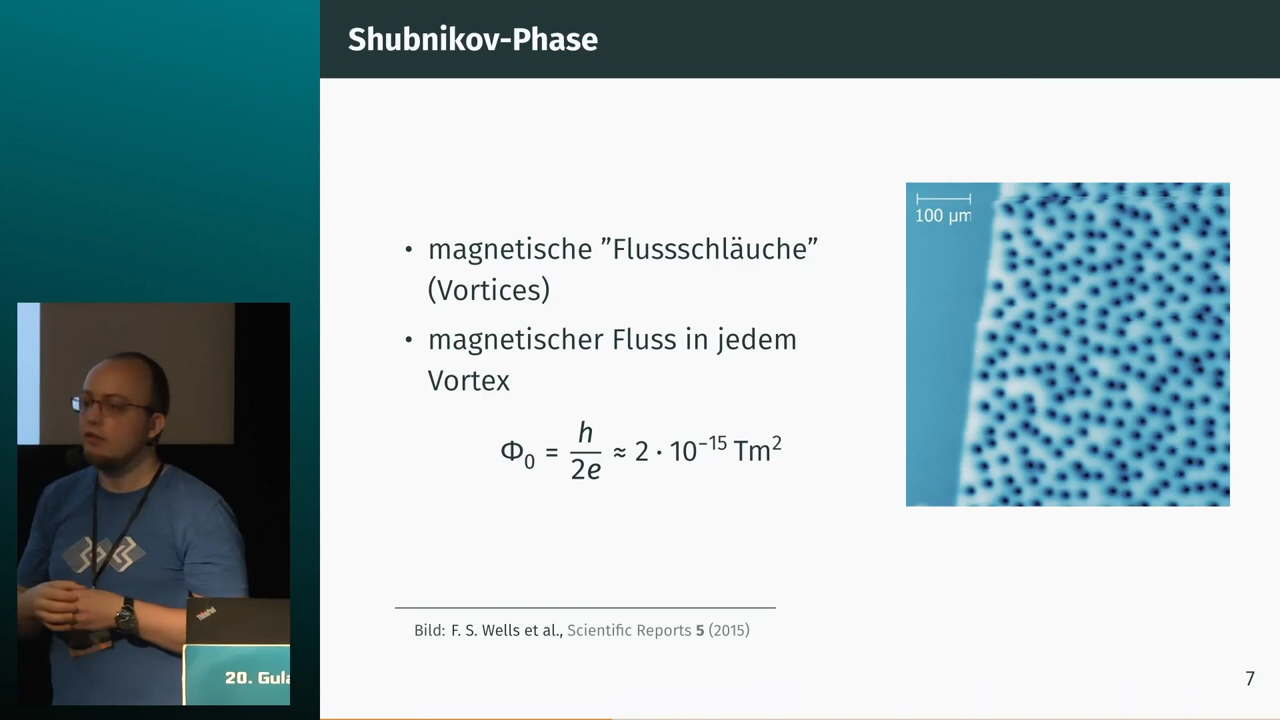 Shubnikov-Phase
• magnetische ”Flussschläuche”
(Vortices)
• magnetischer Fluss in jedem
Vortex
Φ₀ = h/2e ≈ 2 · 10⁻¹⁵ Tm²
100 µm
Bild: F. S. Wells et al., Scientific Reports 5 (2015)
7
ThinkPad
20. Gula